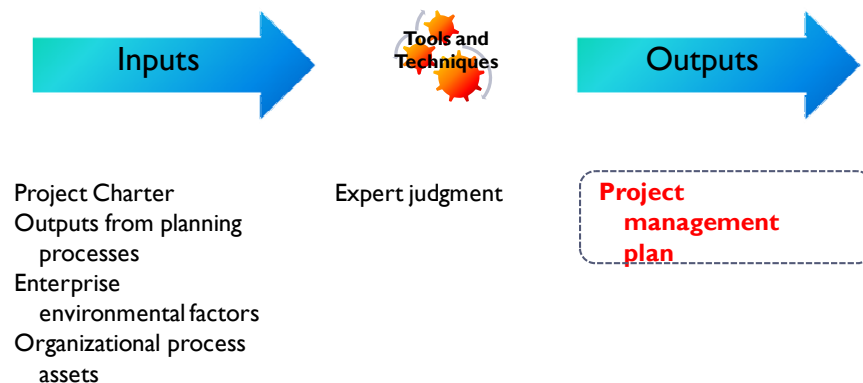 Inputs
Tools and
Techniques
Outputs
Project Charter
Outputs from planning
processes
Enterprise
environmental factors
Organizational process
assets
Expert judgment
Project
management
plan